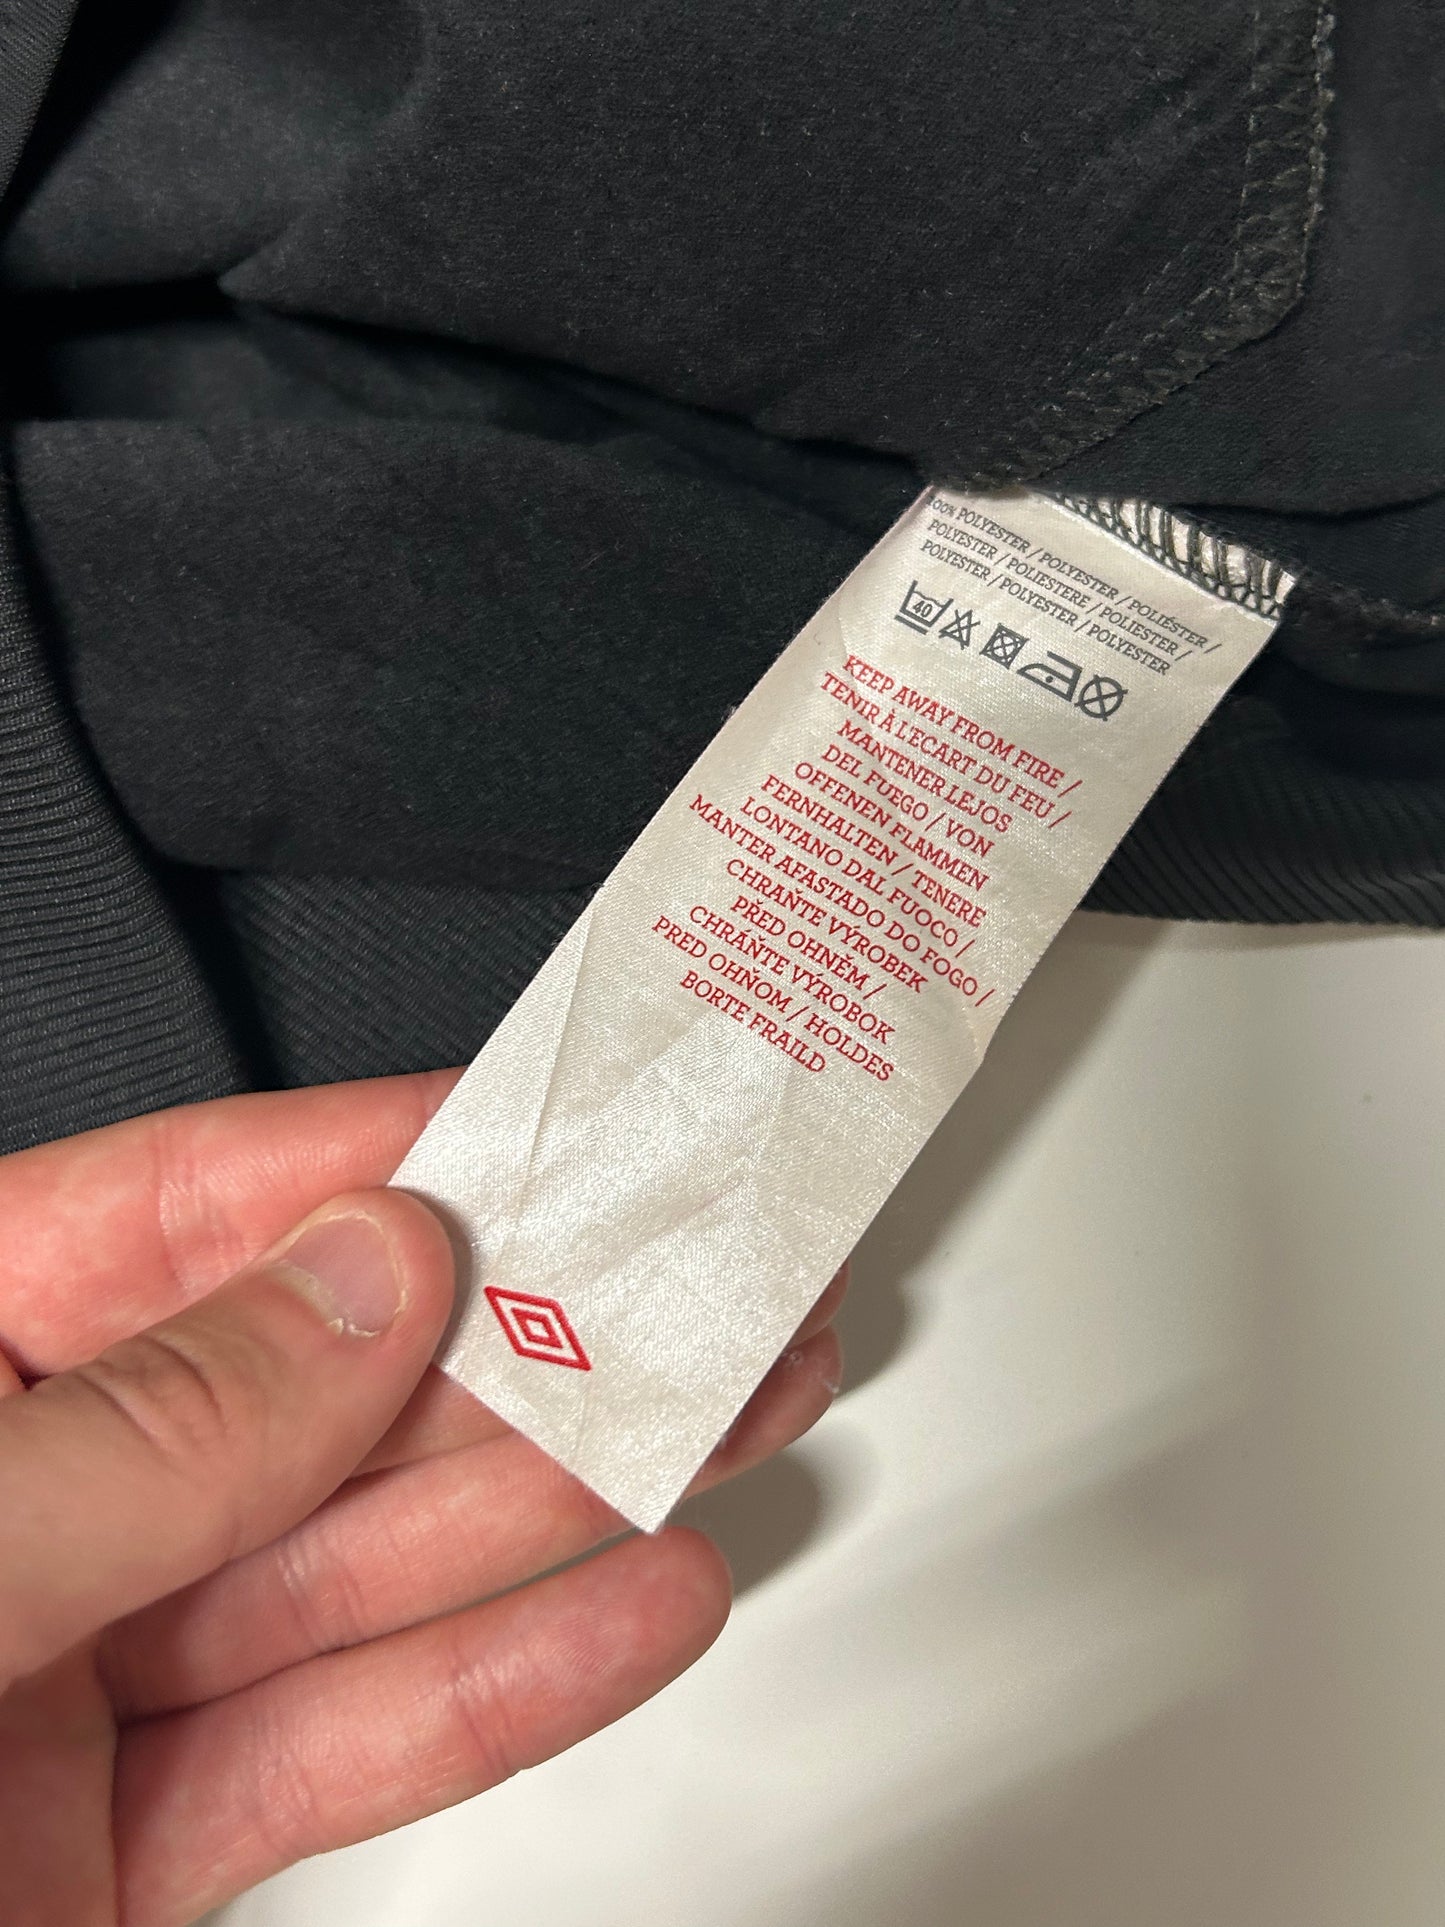 100% POLYESTER / POLYESTER / POLIÉSTER /
POLYESTER / POLIESTERE / POLIESTER /
POLYESTER / POLYESTER / POLYESTER
40
KEEP AWAY FROM FIRE /
TENIR À L'ECART DU FEU /
MANTENER LEJOS
DEL FUEGO / VON
OFFENEN FLAMMEN
FERNHALTEN / TENERE
LONTANO DAL FUOCO /
MANTER AFASTADO DO FOGO /
CHRAŇTE VÝROBEK
PŘED OHNĚM /
CHRÁŇTE VÝROBOK
PRED OHŇOM / HOLDES
BORTE FRAILD